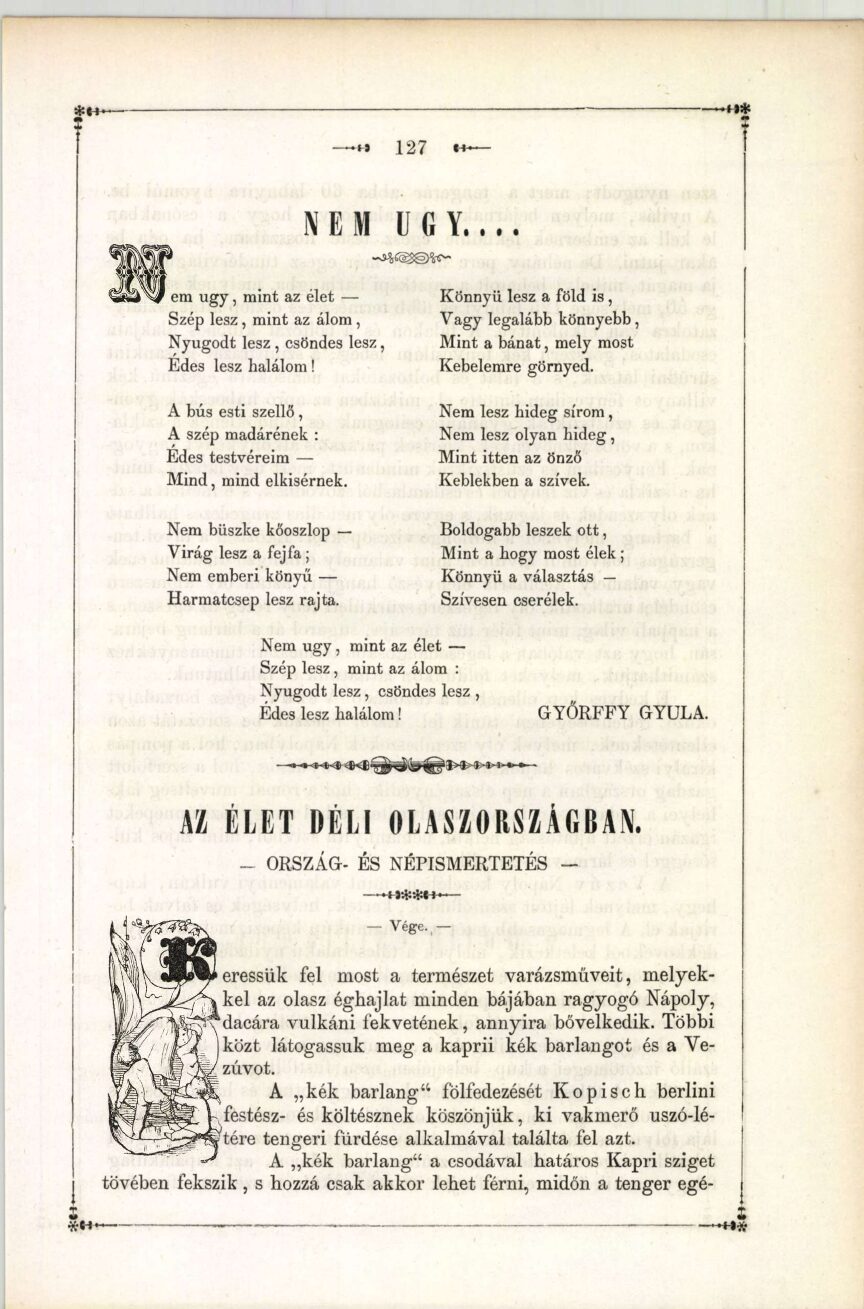 127
NEM UGY....
Nem ugy, mint az élet —
Szép lesz, mint az álom,
Nyugodt lesz, csöndes lesz,
Édes lesz halálom!
A bús esti szellő,
A szép madárének:
Édes testvéreim —
Mind, mind elkisérnek.
Nem büszke kőoszlop —
Virág lesz a fejfa;
Nem emberi könyű —
Harmatcsep lesz rajta.
Könnyü lesz a föld is,
Vagy legalább könnyebb,
Mint a bánat, mely most
Kebelemre görnyed.
Nem lesz hideg sírom,
Nem lesz olyan hideg,
Mint itten az önző
Keblekben a szívek.
Boldogabb leszek ott,
Mint a hogy most élek;
Könnyü a választás —
Szívesen cserélek.
Nem ugy, mint az élet —
Szép lesz, mint az álom:
Nyugodt lesz, csöndes lesz,
Édes lesz halálom!
GYŐRFFY GYULA.
AZ ÉLET DÉLI OLASZORSZÁGBAN.
— ORSZÁG- ÉS NÉPISMERTETÉS —
— Vége. —
Keressük fel most a természet varázsműveit, melyek-
kel az olasz éghajlat minden bájában ragyogó Nápoly,
dacára vulkáni fekvetének, annyira bővelkedik. Többi
közt látogassuk meg a kaprii kék barlangot és a Ve-
zúvot.
A „kék barlang“ fölfedezését Kopisch berlini
festész- és költésznek köszönjük, ki vakmerő uszó-lé-
tére tengeri fürdése alkalmával találta fel azt.
A „kék barlang“ a csodával határos Kapri sziget
tövében fekszik, s hozzá csak akkor lehet férni, midőn a tenger egé-